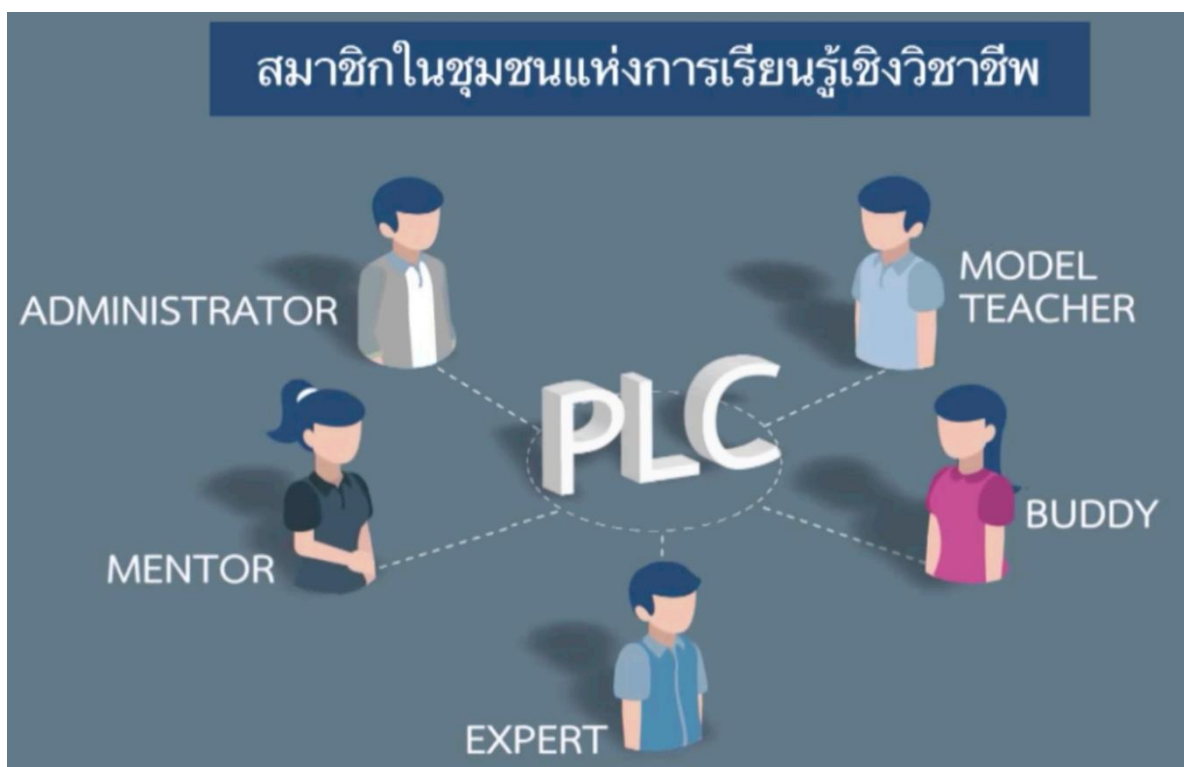 สมาชิกในชุมชนแห่งการเรียนรู้เชิงวิชาชีพ
ADMINISTRATOR
MODEL
TEACHER
PLC
MENTOR
BUDDY
EXPERT